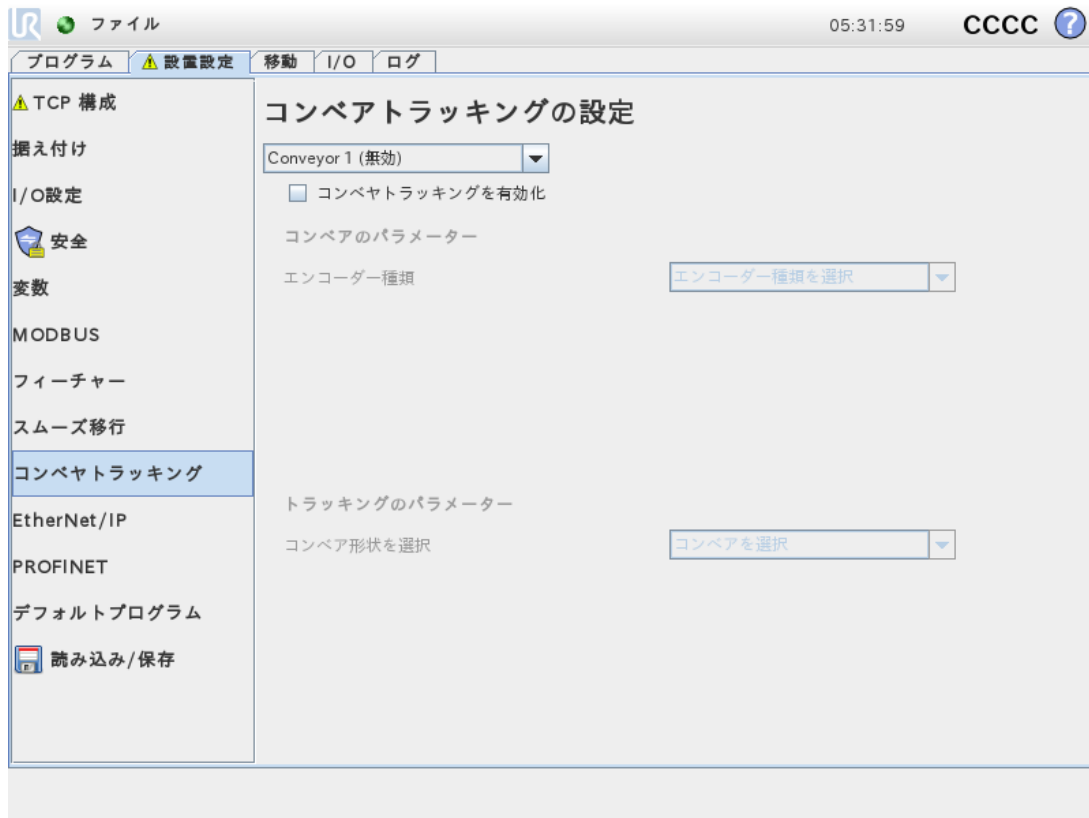 UR ファイル 05:31:59 CCCC ?
プログラム 設置設定 移動 I/O ログ
TCP 構成
据え付け
I/O設定
安全
変数
MODBUS
フィーチャー
スムーズ移行
コンベヤトラッキング
EtherNet/IP
PROFINET
デフォルトプログラム
読み込み/保存
コンベアトラッキングの設定
Conveyor 1 (無効)
コンベヤトラッキングを有効化
コンベアのパラメーター
エンコーダー種類 エンコーダー種類を選択
トラッキングのパラメーター
コンベア形状を選択 コンベアを選択